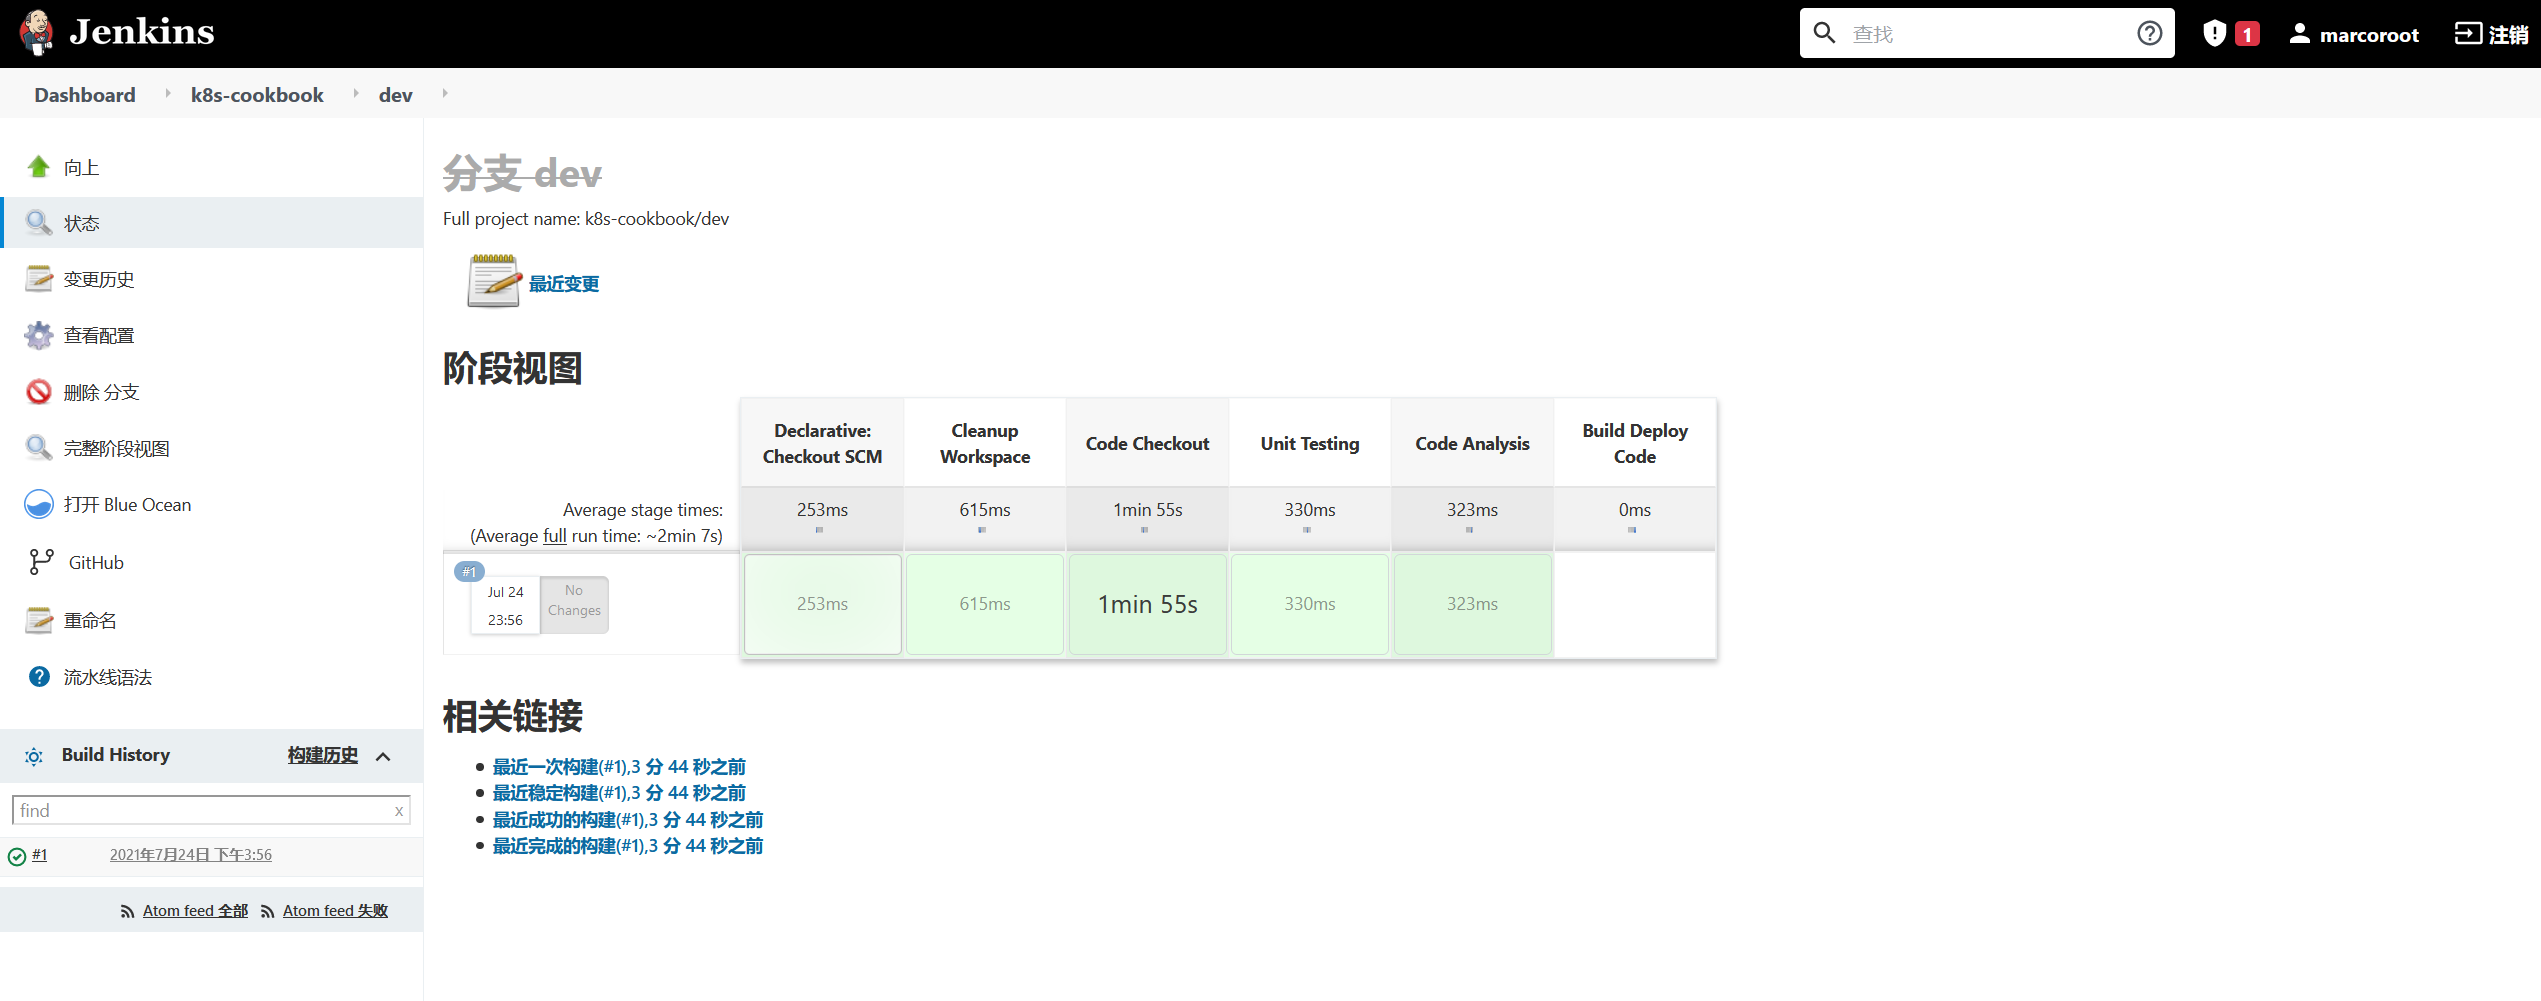 Jenkins
查找
1
marcoroot
注销
Dashboard
k8s-cookbook
dev
向上
状态
变更历史
查看配置
删除 分支
完整阶段视图
打开 Blue Ocean
GitHub
重命名
流水线语法
Build History
构建历史
find
x
#1
2021年7月24日 下午3:56
Atom feed 全部
Atom feed 失败
分支 dev
Full project name: k8s-cookbook/dev
最近变更
阶段视图
Declarative:
Checkout SCM
Cleanup
Workspace
Code Checkout
Unit Testing
Code Analysis
Build Deploy
Code
Average stage times:
(Average full run time: ~2min 7s)
253ms
615ms
1min 55s
330ms
323ms
0ms
#1
Jul 24
23:56
No
Changes
253ms
615ms
1min 55s
330ms
323ms
相关链接
最近一次构建(#1),3 分 44 秒之前
最近稳定构建(#1),3 分 44 秒之前
最近成功的构建(#1),3 分 44 秒之前
最近完成的构建(#1),3 分 44 秒之前